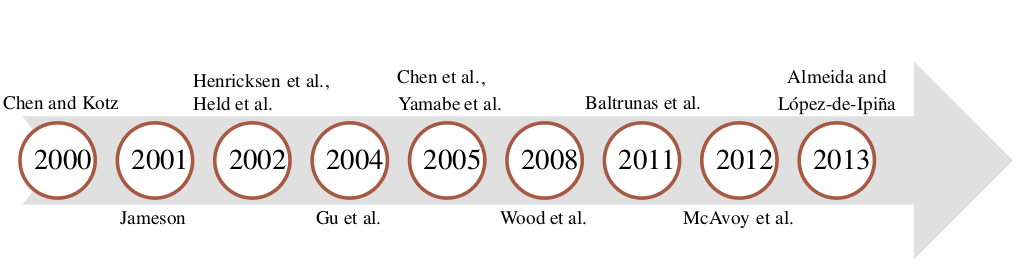 Henricksen et al.,
Chen et al.,
Almeida and
Chen and Kotz
Held et al.
Yamabe et al.
Baltrunas et al.
López-de-Ipiña
2000
2001
2002
2004
2005
2008
2011
2012
2013
Jameson
Gu et al.
Wood et al.
McAvoy et al.